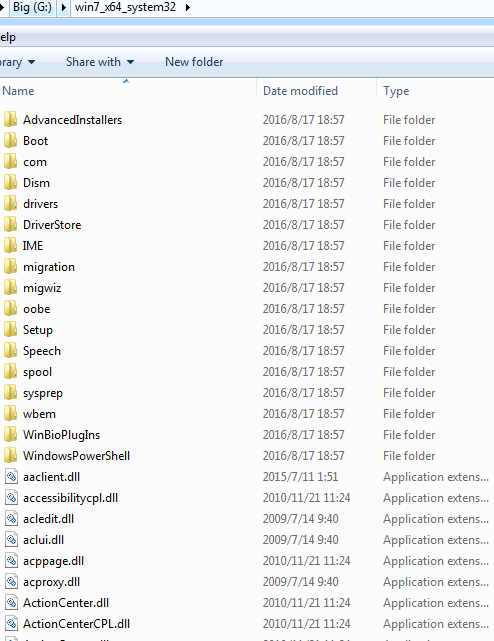 Big (G:) win7_x64_system32
elp
rary Share with New folder
Name Date modified Type
AdvancedInstallers 2016/8/17 18:57 File folder
Boot 2016/8/17 18:57 File folder
com 2016/8/17 18:57 File folder
Dism 2016/8/17 18:57 File folder
drivers 2016/8/17 18:57 File folder
DriverStore 2016/8/17 18:57 File folder
IME 2016/8/17 18:57 File folder
migration 2016/8/17 18:57 File folder
migwiz 2016/8/17 18:57 File folder
oobe 2016/8/17 18:57 File folder
Setup 2016/8/17 18:57 File folder
Speech 2016/8/17 18:57 File folder
spool 2016/8/17 18:57 File folder
sysprep 2016/8/17 18:57 File folder
wbem 2016/8/17 18:57 File folder
WinBioPlugIns 2016/8/17 18:57 File folder
WindowsPowerShell 2016/8/17 18:57 File folder
aaclient.dll 2015/7/11 1:51 Application extens...
accessibilitycpl.dll 2010/11/21 11:24 Application extens...
acledit.dll 2009/7/14 9:40 Application extens...
aclui.dll 2009/7/14 9:40 Application extens...
acppage.dll 2010/11/21 11:24 Application extens...
acproxy.dll 2009/7/14 9:40 Application extens...
ActionCenter.dll 2010/11/21 11:24 Application extens...
ActionCenterCPL.dll 2010/11/21 11:24 Application extens...